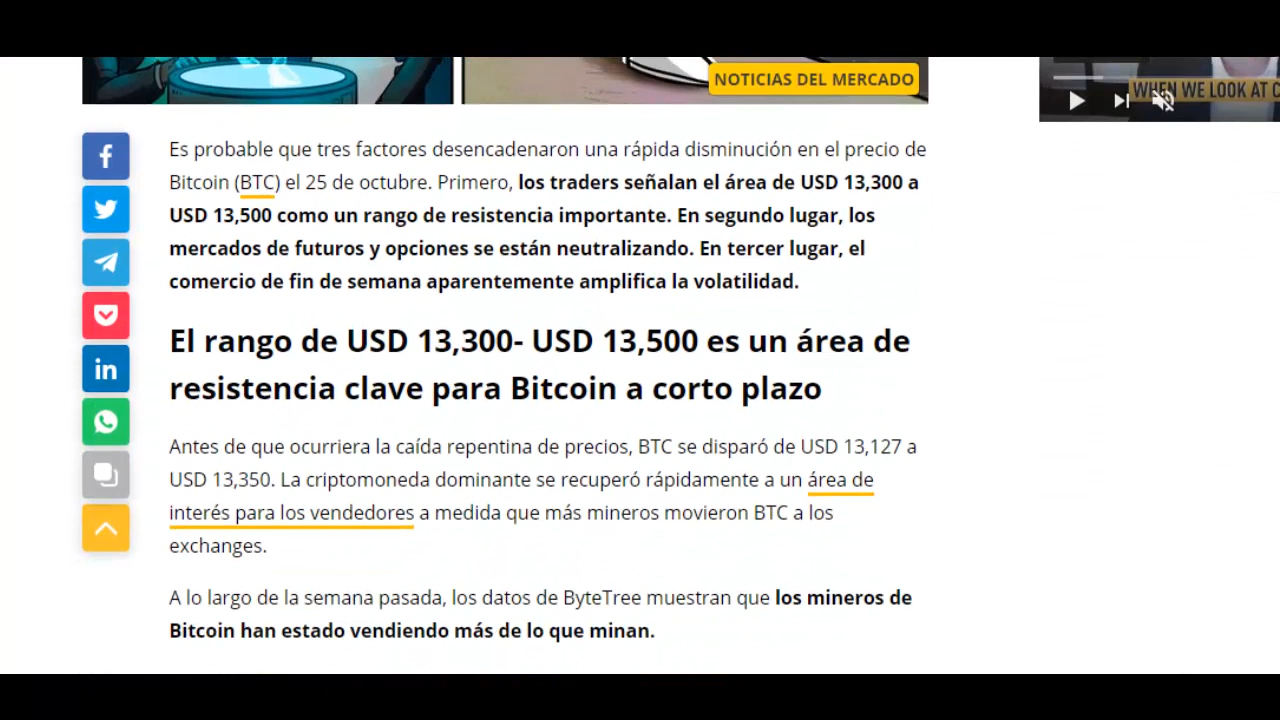 NOTICIAS DEL MERCADO
WHEN WE LOOK AT
Es probable que tres factores desencadenaron una rápida disminución en el precio de
Bitcoin (BTC) el 25 de octubre. Primero, los traders señalan el área de USD 13,300 a
USD 13,500 como un rango de resistencia importante. En segundo lugar, los
mercados de futuros y opciones se están neutralizando. En tercer lugar, el
comercio de fin de semana aparentemente amplifica la volatilidad.
El rango de USD 13,300- USD 13,500 es un área de
resistencia clave para Bitcoin a corto plazo
Antes de que ocurriera la caída repentina de precios, BTC se disparó de USD 13,127 a
USD 13,350. La criptomoneda dominante se recuperó rápidamente a un área de
interés para los vendedores a medida que más mineros movieron BTC a los
exchanges.
A lo largo de la semana pasada, los datos de ByteTree muestran que los mineros de
Bitcoin han estado vendiendo más de lo que minan.